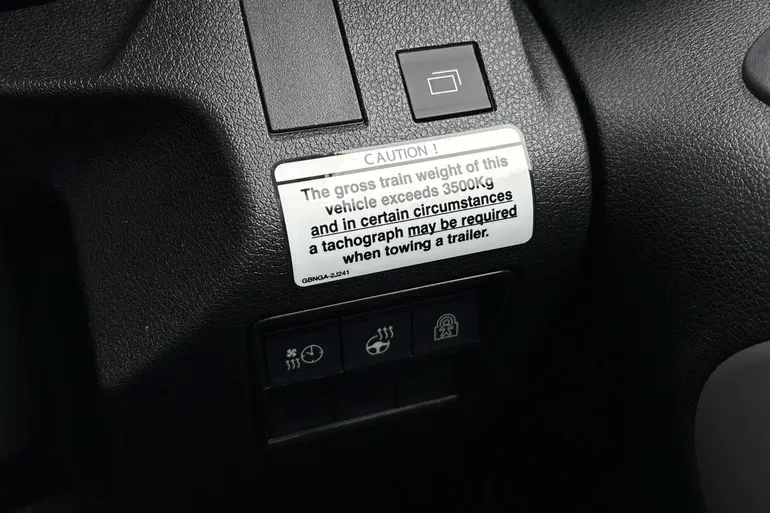 CAUTION !
The gross train weight of this
vehicle exceeds 3500Kg
and in certain circumstances
a tachograph may be required
when towing a trailer.
GBNGA-2J241